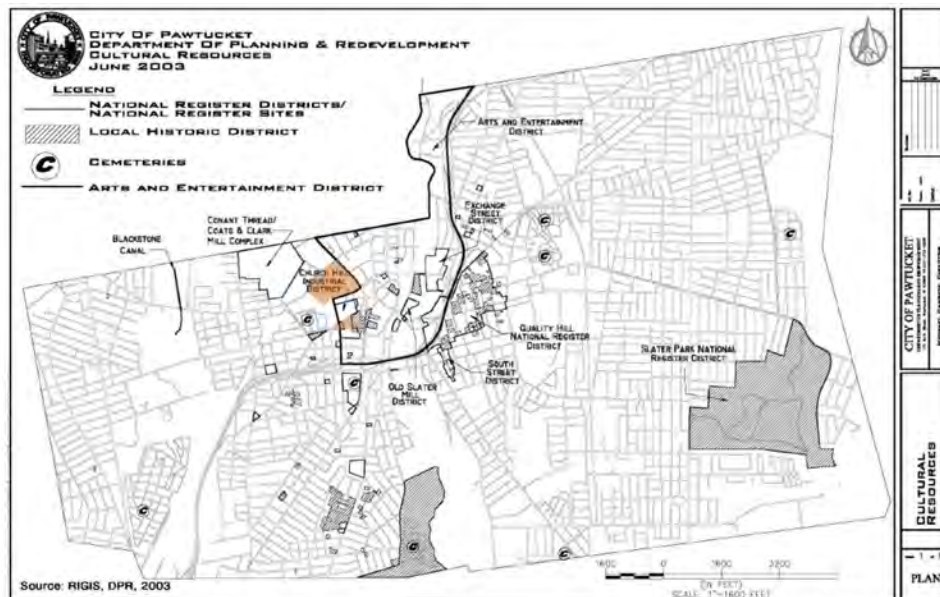 CITY OF PAWTUCKET
DEPARTMENT OF PLANNING & REDEVELOPMENT
CULTURAL RESOURCES
JUNE 2003
LEGEND
NATIONAL REGISTER DISTRICTS/
NATIONAL REGISTER SITES
LOCAL HISTORIC DISTRICT
C
CEMETERIES
ARTS AND ENTERTAINMENT DISTRICT
ARTS AND ENTERTAINMENT
DISTRICT
CONANT THREAD/
COATS & CLARK
MILL COMPLEX
BLACKSTONE
CANAL
EXCHANGE
STREET
DISTRICT
CHURCH HILL
INDUSTRIAL
DISTRICT
C
C
C
C
QUALITY HILL
NATIONAL REGISTER
DISTRICT
SLATER PARK NATIONAL
REGISTER DISTRICT
SOUTH
STREET
DISTRICT
OLD SLATER
MILL
DISTRICT
C
C
C
C
1600 0 1600 3200
(IN FEET)
SCALE: 1"=1600 FEET
Source: RIGIS, DPR, 2003
CITY OF PAWTUCKET
CULTURAL
RESOURCES
PLAN